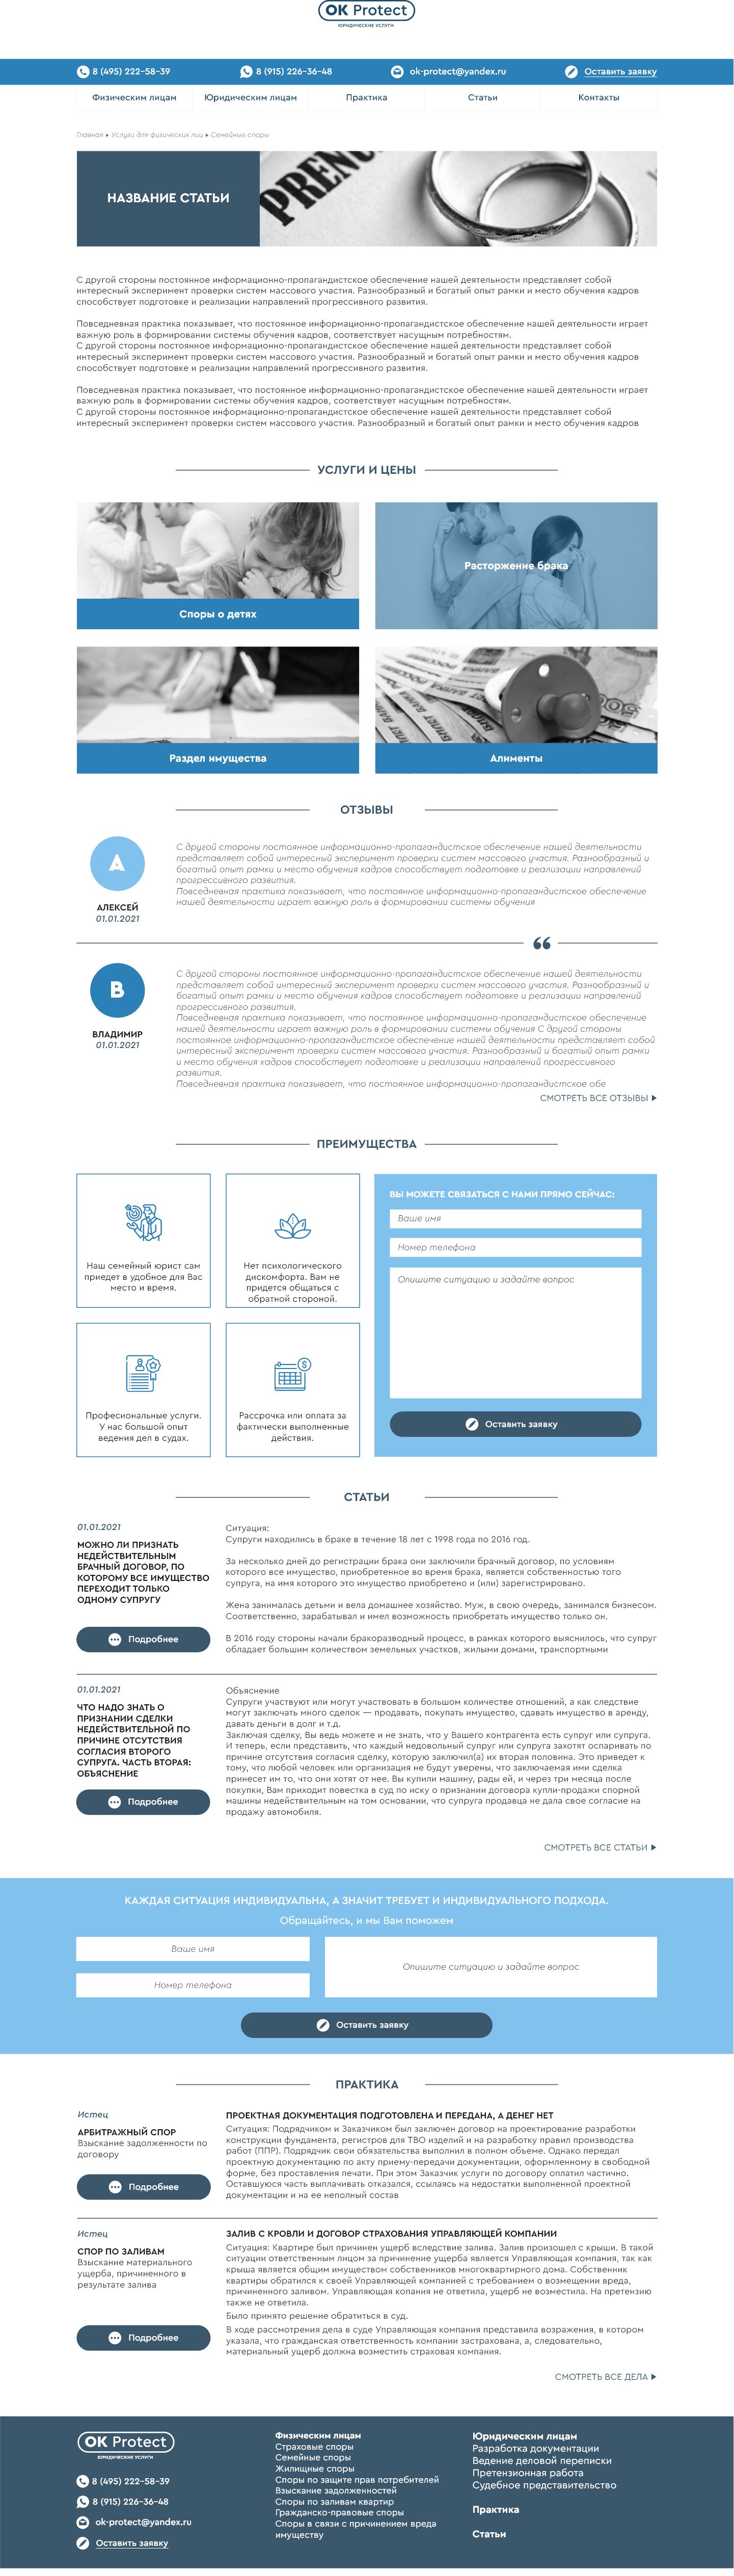 OK Protect
ЮРИДИЧЕСКИЕ УСЛУГИ
8 (495) 222-58-39
8 (915) 226-36-48
ok-protect@yandex.ru
Оставить заявку
Физическим лицам
Юридическим лицам
Практика
Статьи
Контакты
Главная ▸ Услуги для физических лиц ▸ Семейные споры
НАЗВАНИЕ СТАТЬИ
PRENU
С другой стороны постоянное информационно-пропагандистское обеспечение нашей деятельности представляет собой
интересный эксперимент проверки систем массового участия. Разнообразный и богатый опыт рамки и место обучения кадров
способствует подготовке и реализации направлений прогрессивного развития.
Повседневная практика показывает, что постоянное информационно-пропагандистское обеспечение нашей деятельности играет
важную роль в формировании системы обучения кадров, соответствует насущным потребностям.
С другой стороны постоянное информационно-пропагандистское обеспечение нашей деятельности представляет собой
интересный эксперимент проверки систем массового участия. Разнообразный и богатый опыт рамки и место обучения кадров
способствует подготовке и реализации направлений прогрессивного развития.
Повседневная практика показывает, что постоянное информационно-пропагандистское обеспечение нашей деятельности играет
важную роль в формировании системы обучения кадров, соответствует насущным потребностям.
С другой стороны постоянное информационно-пропагандистское обеспечение нашей деятельности представляет собой
интересный эксперимент проверки систем массового участия. Разнообразный и богатый опыт рамки и место обучения кадров
УСЛУГИ И ЦЕНЫ
Споры о детях
Расторжение брака
Раздел имущества
Алименты
ОТЗЫВЫ
А
АЛЕКСЕЙ
01.01.2021
С другой стороны постоянное информационно-пропагандистское обеспечение нашей деятельности
представляет собой интересный эксперимент проверки систем массового участия. Разнообразный и
богатый опыт рамки и место обучения кадров способствует подготовке и реализации направлений
прогрессивного развития.
Повседневная практика показывает, что постоянное информационно-пропагандистское обеспечение
нашей деятельности играет важную роль в формировании системы обучения
В
ВЛАДИМИР
01.01.2021
С другой стороны постоянное информационно-пропагандистское обеспечение нашей деятельности
представляет собой интересный эксперимент проверки систем массового участия. Разнообразный и
богатый опыт рамки и место обучения кадров способствует подготовке и реализации направлений
прогрессивного развития.
Повседневная практика показывает, что постоянное информационно-пропагандистское обеспечение
нашей деятельности играет важную роль в формировании системы обучения С другой стороны
постоянное информационно-пропагандистское обеспечение нашей деятельности представляет собой
интересный эксперимент проверки систем массового участия. Разнообразный и богатый опыт рамки
и место обучения кадров способствует подготовке и реализации направлений прогрессивного
развития.
Повседневная практика показывает, что постоянное информационно-пропагандистское обе
СМОТРЕТЬ ВСЕ ОТЗЫВЫ ▸
ПРЕИМУЩЕСТВА
Наш семейный юрист сам
приедет в удобное для Вас
место и время.
Нет психологического
дискомфорта. Вам не
придется общаться с
обратной стороной.
Професиональные услуги.
У нас большой опыт
ведения дел в судах.
Рассрочка или оплата за
фактически выполненные
действия.
ВЫ МОЖЕТЕ СВЯЗАТЬСЯ С НАМИ ПРЯМО СЕЙЧАС:
Ваше имя
Номер телефона
Опишите ситуацию и задайте вопрос
Оставить заявку
СТАТЬИ
01.01.2021
МОЖНО ЛИ ПРИЗНАТЬ
НЕДЕЙСТВИТЕЛЬНЫМ
БРАЧНЫЙ ДОГОВОР, ПО
КОТОРОМУ ВСЕ ИМУЩЕСТВО
ПЕРЕХОДИТ ТОЛЬКО
ОДНОМУ СУПРУГУ
Подробнее
Ситуация:
Супруги находились в браке в течение 18 лет с 1998 года по 2016 год.
За несколько дней до регистрации брака они заключили брачный договор, по условиям
которого все имущество, приобретенное во время брака, является собственностью того
супруга, на имя которого это имущество приобретено и (или) зарегистрировано.
Жена занималась детьми и вела домашнее хозяйство. Муж, в свою очередь, занимался бизнесом.
Соответственно, зарабатывал и имел возможность приобретать имущество только он.
В 2016 году стороны начали бракоразводный процесс, в рамках которого выяснилось, что супруг
обладает большим количеством земельных участков, жилыми домами, транспортными
01.01.2021
ЧТО НАДО ЗНАТЬ О
ПРИЗНАНИИ СДЕЛКИ
НЕДЕЙСТВИТЕЛЬНОЙ ПО
ПРИЧИНЕ ОТСУТСТВИЯ
СОГЛАСИЯ ВТОРОГО
СУПРУГА. ЧАСТЬ ВТОРАЯ:
ОБЪЯСНЕНИЕ
Подробнее
Объяснение
Супруги участвуют или могут участвовать в большом количестве отношений, а как следствие
могут заключать много сделок — продавать, покупать имущество, сдавать имущество в аренду,
давать деньги в долг и т.д.
Заключая сделку, Вы ведь можете и не знать, что у Вашего контрагента есть супруг или супруга.
И теперь, если представить, что каждый недовольный супруг или супруга захотят оспаривать по
причине отсутствия согласия сделку, которую заключил(а) их вторая половина. Это приведет к
тому, что любой человек или организация не будут уверены, что заключаемая ими сделка
принесет им то, что они хотят от нее. Вы купили машину, рады ей, и через три месяца после
покупки, Вам приходит повестка в суд по иску о признании договора купли-продажи спорной
машины недействительным на том основании, что супруга продавца не дала свое согласие на
продажу автомобиля.
СМОТРЕТЬ ВСЕ СТАТЬИ ▸
КАЖДАЯ СИТУАЦИЯ ИНДИВИДУАЛЬНА, А ЗНАЧИТ ТРЕБУЕТ И ИНДИВИДУАЛЬНОГО ПОДХОДА.
Обращайтесь, и мы Вам поможем
Ваше имя
Номер телефона
Опишите ситуацию и задайте вопрос
Оставить заявку
ПРАКТИКА
Истец
АРБИТРАЖНЫЙ СПОР
Взыскание задолженности по
договору
Подробнее
ПРОЕКТНАЯ ДОКУМЕНТАЦИЯ ПОДГОТОВЛЕНА И ПЕРЕДАНА, А ДЕНЕГ НЕТ
Ситуация: Подрядчиком и Заказчиком был заключен договор на проектирование разработки
конструкции фундамента, регистров для ТВО изделий и на разработку правил производства
работ (ППР). Подрядчик свои обязательства выполнил в полном объеме. Однако передал
проектную документацию по акту приему-передачи документации, оформленному в свободной
форме, без проставления печати. При этом Заказчик услуги по договору оплатил частично.
Оставшуюся часть выплачивать отказался, ссылаясь на недостатки выполненной проектной
документации и на ее неполный состав
Истец
СПОР ПО ЗАЛИВАМ
Взыскание материального
ущерба, причиненного в
результате залива
Подробнее
ЗАЛИВ С КРОВЛИ И ДОГОВОР СТРАХОВАНИЯ УПРАВЛЯЮЩЕЙ КОМПАНИИ
Ситуация: Квартире был причинен ущерб вследствие залива. Залив произошел с крыши. В такой
ситуации ответственным лицом за причинение ущерба является Управляющая компания, так как
крыша является общим имуществом собственников многоквартирного дома. Собственник
квартиры обратился к своей Управляющей компанией с требованием о возмещении вреда,
причиненного заливом. Управляющая копания не ответила, ущерб не возместила. На претензию
также не ответила.
Было принято решение обратиться в суд.
В ходе рассмотрения дела в суде Управляющая компания представила возражения, в котором
указала, что гражданская ответственность компании застрахована, а, следовательно,
материальный ущерб должна возместить страховая компания.
СМОТРЕТЬ ВСЕ ДЕЛА ▸
OK Protect
ЮРИДИЧЕСКИЕ УСЛУГИ
8 (495) 222-58-39
8 (915) 226-36-48
ok-protect@yandex.ru
Оставить заявку
Физическим лицам
Страховые споры
Семейные споры
Жилищные споры
Споры по защите прав потребителей
Взыскание задолженностей
Споры по заливам квартир
Гражданско-правовые споры
Споры в связи с причинением вреда
имуществу
Юридическим лицам
Разработка документации
Ведение деловой переписки
Претензионная работа
Судебное представительство
Практика
Статьи